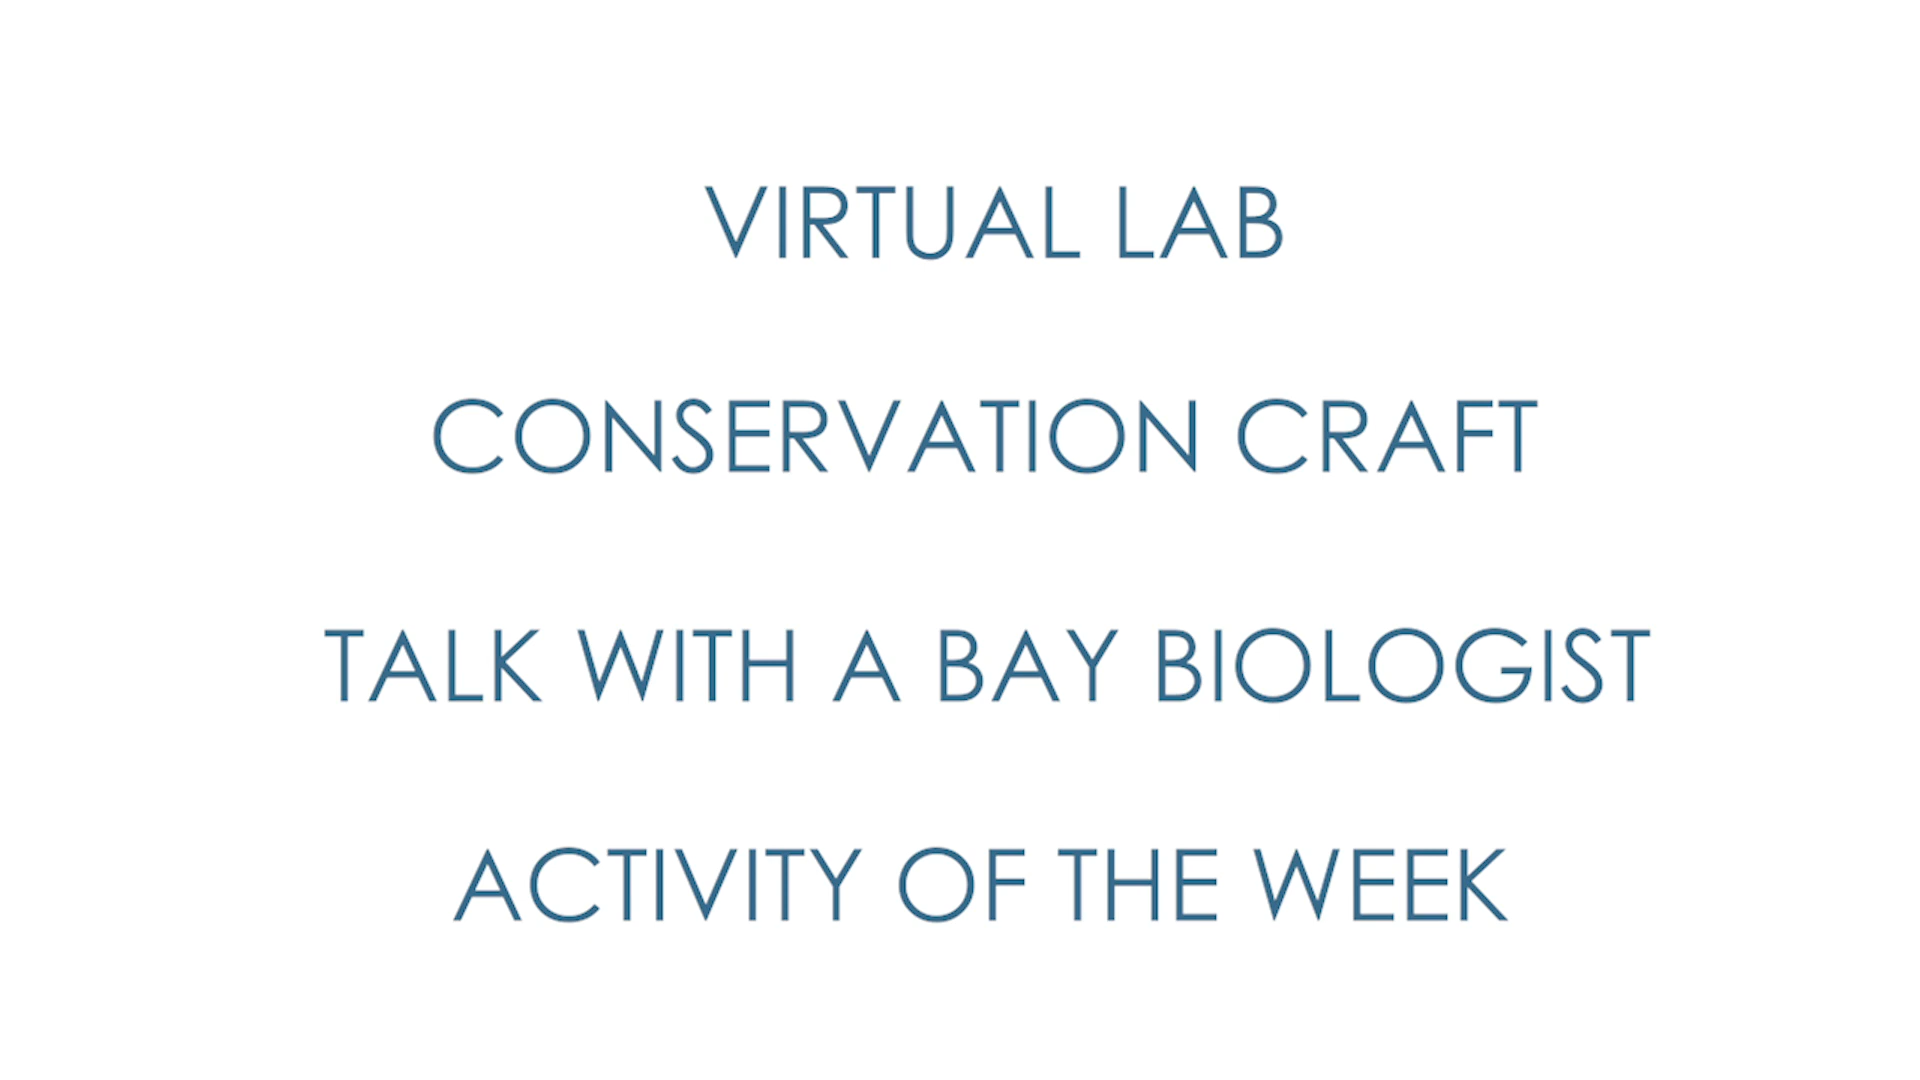 VIRTUAL LAB
CONSERVATION CRAFT
TALK WITH A BAY BIOLOGIST
ACTIVITY OF THE WEEK